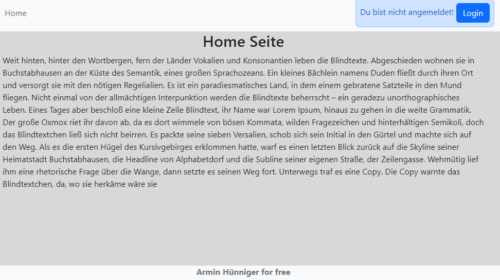 Home
Du bist nicht angemeldet! Login
Home Seite
Weit hinten, hinter den Wortbergen, fern der Länder Vokalien und Konsonantien leben die Blindtexte. Abgeschieden wohnen sie in
Buchstabhausen an der Küste des Semantik, eines großen Sprachozeans. Ein kleines Bächlein namens Duden fließt durch ihren Ort
und versorgt sie mit den nötigen Regelialien. Es ist ein paradiesmatisches Land, in dem einem gebratene Satzteile in den Mund
fliegen. Nicht einmal von der allmächtigen Interpunktion werden die Blindtexte beherrscht – ein geradezu unorthographisches
Leben. Eines Tages aber beschloß eine kleine Zeile Blindtext, ihr Name war Lorem Ipsum, hinaus zu gehen in die weite Grammatik.
Der große Oxmox riet ihr davon ab, da es dort wimmele von bösen Kommata, wilden Fragezeichen und hinterhältigen Semikoli, doch
das Blindtextchen ließ sich nicht beirren. Es packte seine sieben Versalien, schob sich sein Initial in den Gürtel und machte sich auf
den Weg. Als es die ersten Hügel des Kursivgebirges erklommen hatte, warf es einen letzten Blick zurück auf die Skyline seiner
Heimatstadt Buchstabhausen, die Headline von Alphabetdorf und die Subline seiner eigenen Straße, der Zeilengasse. Wehmütig lief
ihm eine rhetorische Frage über die Wange, dann setzte es seinen Weg fort. Unterwegs traf es eine Copy. Die Copy warnte das
Blindtextchen, da, wo sie herkäme wäre sie
Armin Hünniger for free